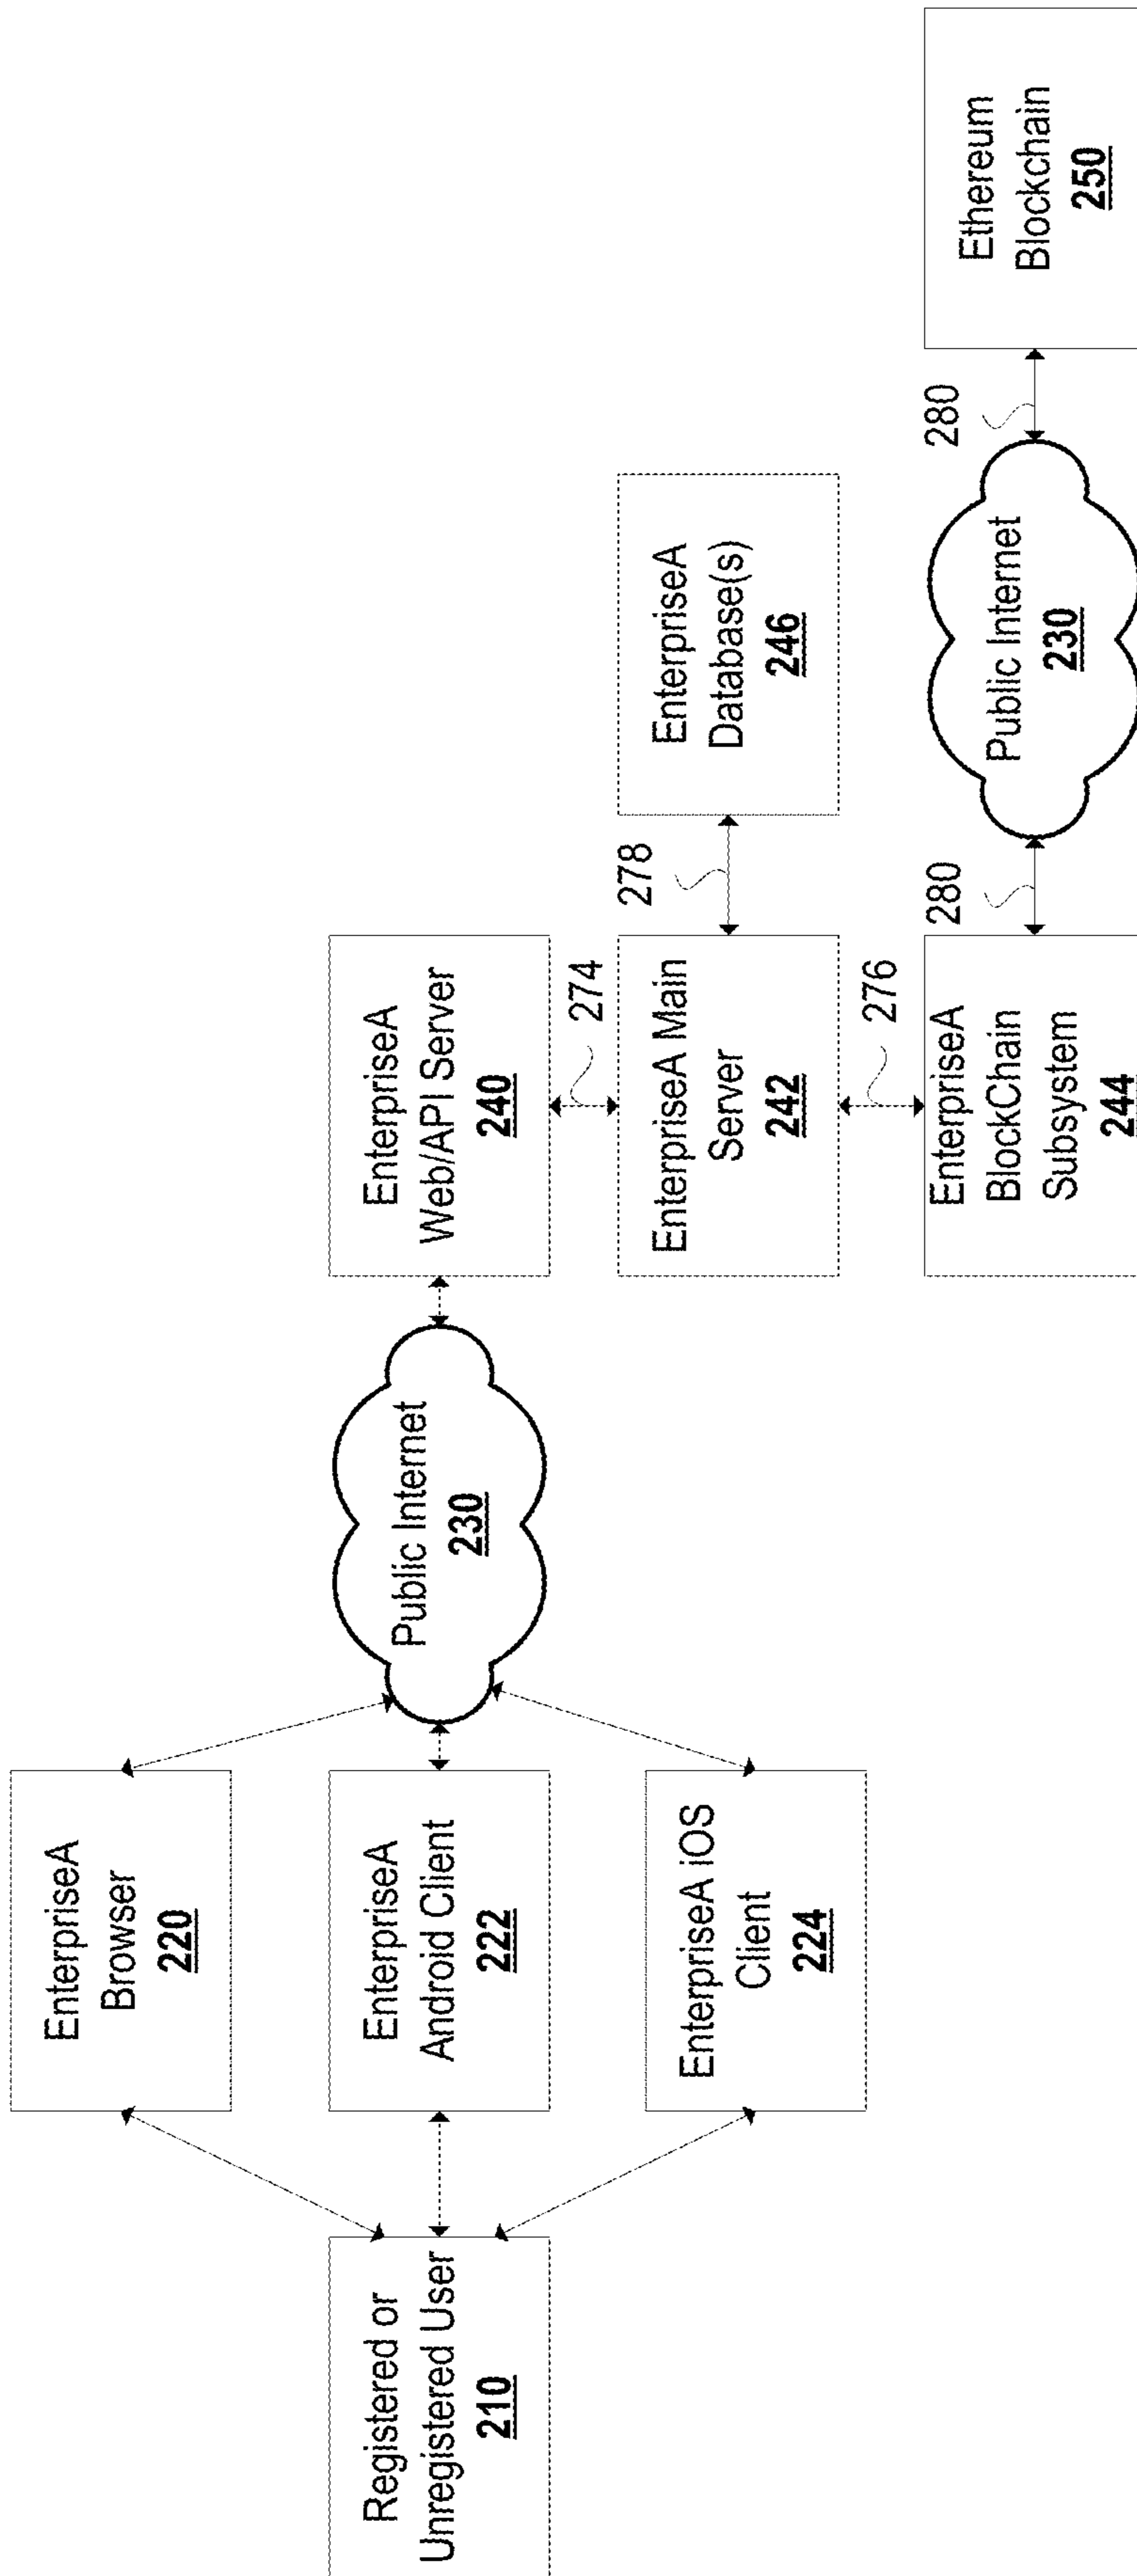 Registered or
Unregistered User
210
EnterpriseA
Browser
220
EnterpriseA
Android Client
222
EnterpriseA iOS
Client
224
Public Internet
230
EnterpriseA
Web/API Server
240
274
EnterpriseA Main
Server
242
278
EnterpriseA
Database(s)
246
276
EnterpriseA
BlockChain
Subsystem
244
280
Public Internet
230
280
Ethereum
Blockchain
250